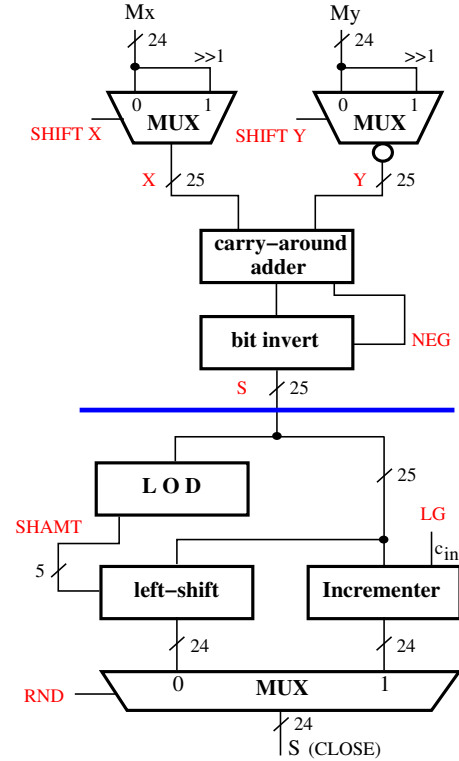 Mx My
24 >>1 24 >>1
0 1 0 1
MUX MUX
SHIFT X SHIFT Y
X 25 Y 25
carry−around
adder
bit invert
NEG
S 25
L O D
25
SHAMT LG
5 c in
left−shift Incrementer
24 24
0 1
RND MUX
24
S (CLOSE)